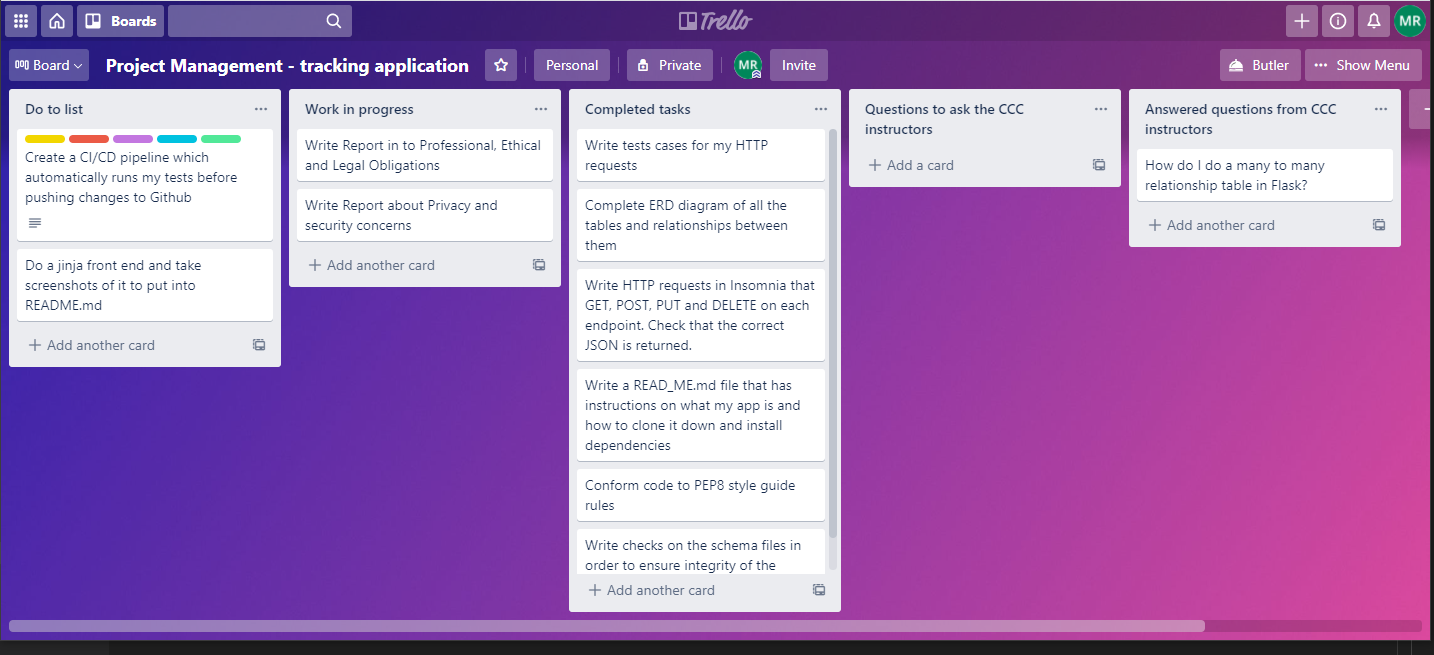 Boards
Trello
MR
Board
Project Management - tracking application
Personal
Private
MR
Invite
Butler
Show Menu
Do to list
Create a CI/CD pipeline which
automatically runs my tests before
pushing changes to Github
Do a jinja front end and take
screenshots of it to put into
README.md
Add another card
Work in progress
Write Report in to Professional, Ethical
and Legal Obligations
Write Report about Privacy and
security concerns
Add another card
Completed tasks
Write tests cases for my HTTP
requests
Complete ERD diagram of all the
tables and relationships between
them
Write HTTP requests in Insomnia that
GET, POST, PUT and DELETE on each
endpoint. Check that the correct
JSON is returned.
Write a READ_ME.md file that has
instructions on what my app is and
how to clone it down and install
dependencies
Conform code to PEP8 style guide
rules
Write checks on the schema files in
order to ensure integrity of the
Add another card
Questions to ask the CCC
instructors
Add a card
Answered questions from CCC
instructors
How do I do a many to many
relationship table in Flask?
Add another card